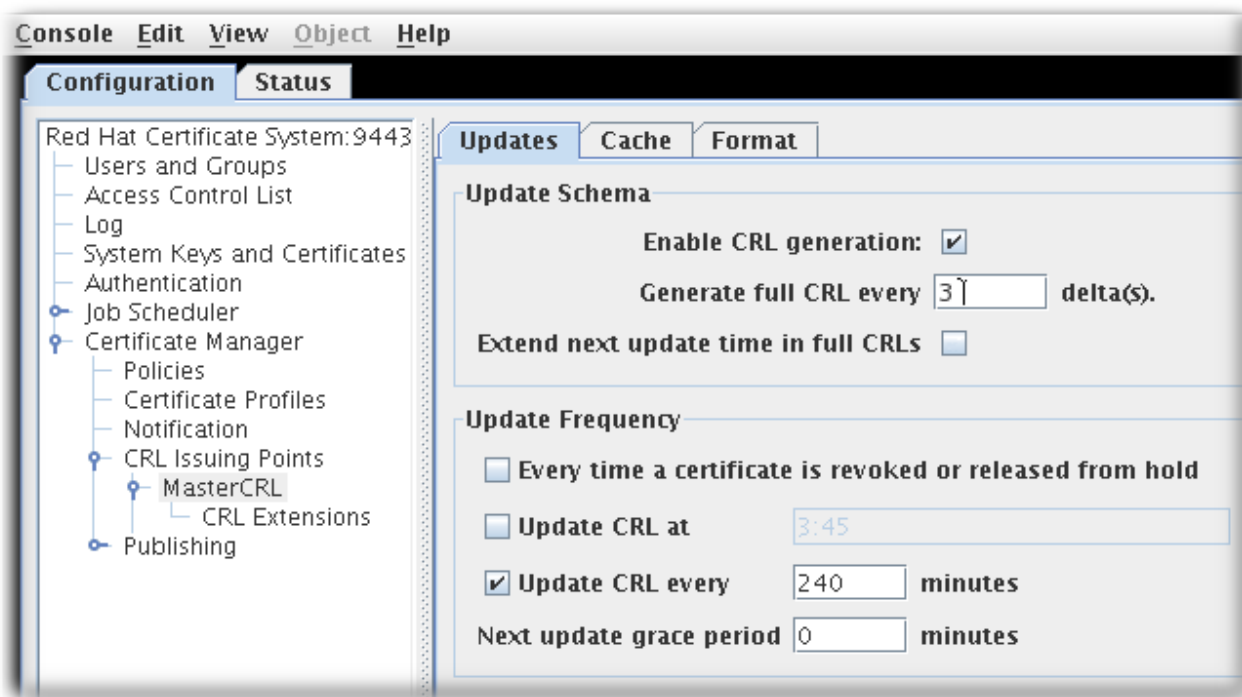 Console Edit View Object Help
Configuration Status
Red Hat Certificate System:9443
Users and Groups
Access Control List
Log
System Keys and Certificates
Authentication
Job Scheduler
Certificate Manager
Policies
Certificate Profiles
Notification
CRL Issuing Points
MasterCRL
CRL Extensions
Publishing
Updates Cache Format
Update Schema
Enable CRL generation:
Generate full CRL every 3 delta(s).
Extend next update time in full CRLs
Update Frequency
Every time a certificate is revoked or released from hold
Update CRL at 3:45
Update CRL every 240 minutes
Next update grace period 0 minutes